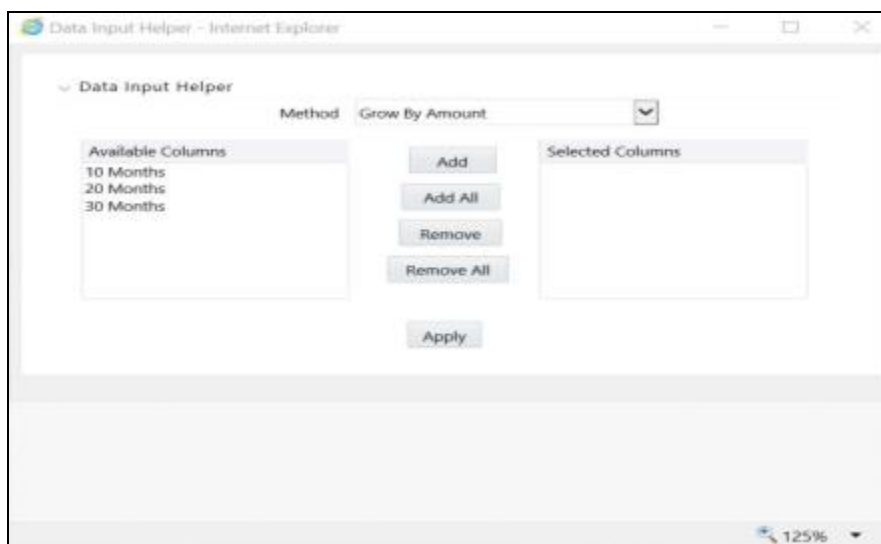 Data Input Helper - Internet Explorer
Data Input Helper
Method Grow By Amount
Available Columns
10 Months
20 Months
30 Months
Add
Add All
Remove
Remove All
Selected Columns
Apply
125%